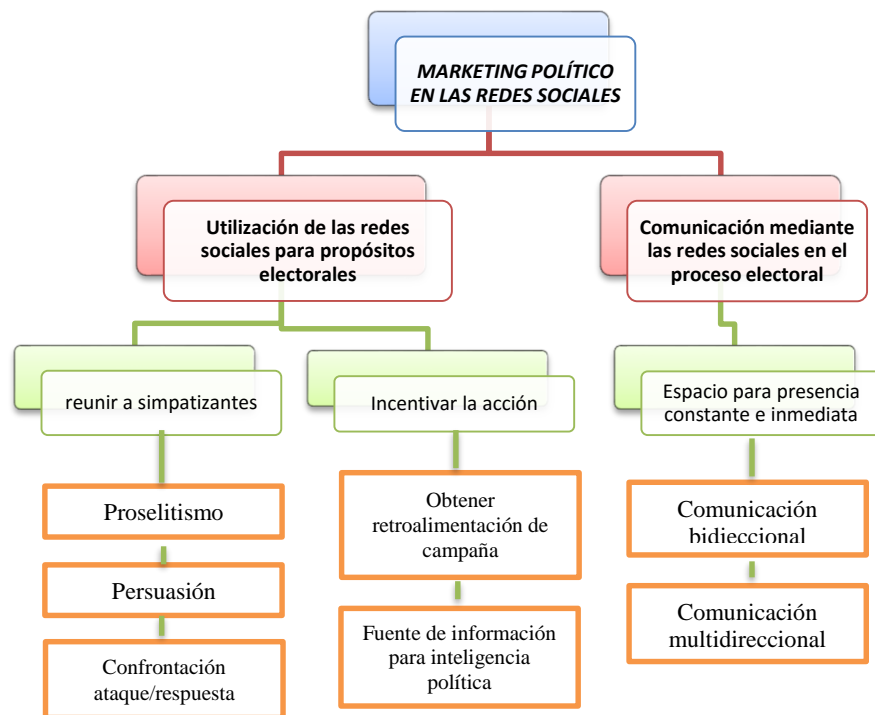 MARKETING POLÍTICO
EN LAS REDES SOCIALES
Utilización de las redes
sociales para propósitos
electorales
Comunicación mediante
las redes sociales en el
proceso electoral
reunir a simpatizantes
Incentivar la acción
Espacio para presencia
constante e inmediata
Proselitismo
Persuasión
Confrontación
ataque/respuesta
Obtener
retroalimentación de
campaña
Fuente de información
para inteligencia
política
Comunicación
bidieccional
Comunicación
multidireccional